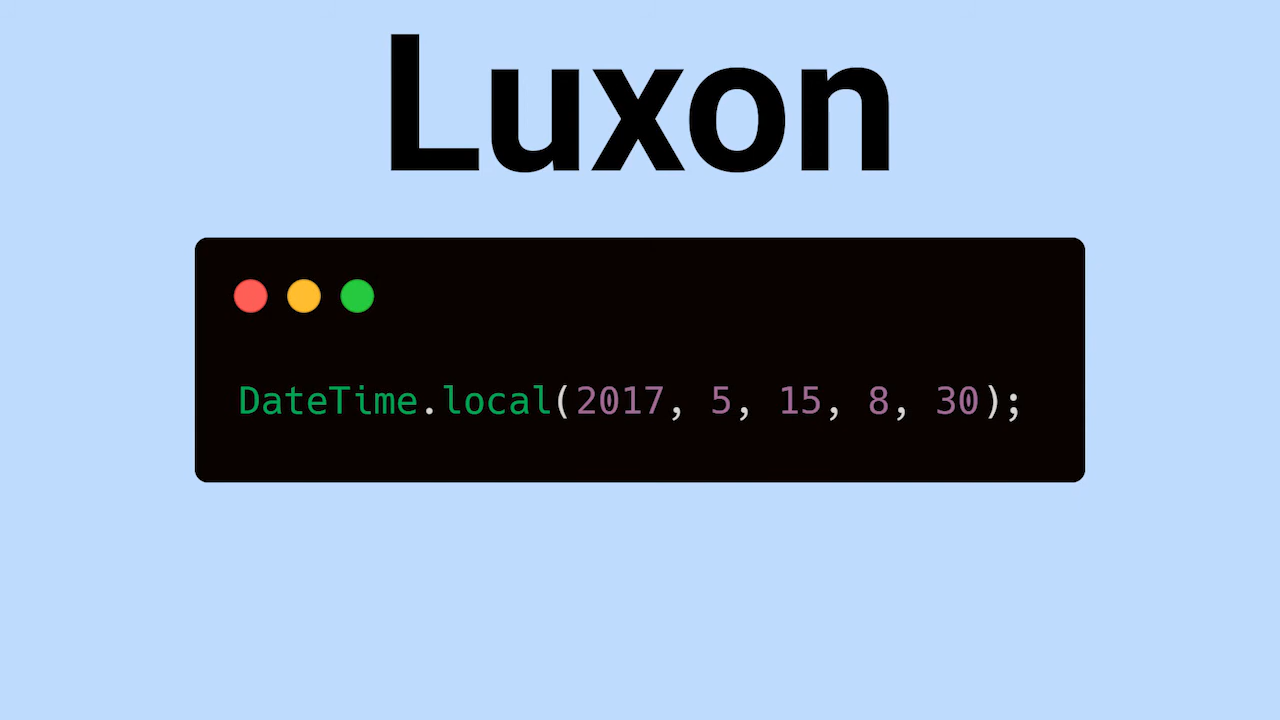 Luxon
DateTime.local(2017, 5, 15, 8, 30);